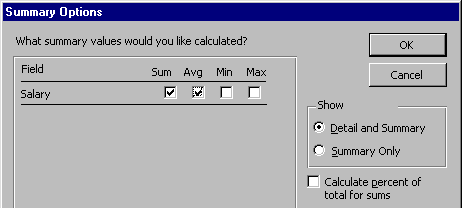 Summary Options
What summary values would you like calculated?
OK
Cancel
Field Sum Avg Min Max
Salary
Show
Detail and Summary
Summary Only
Calculate percent of
total for sums